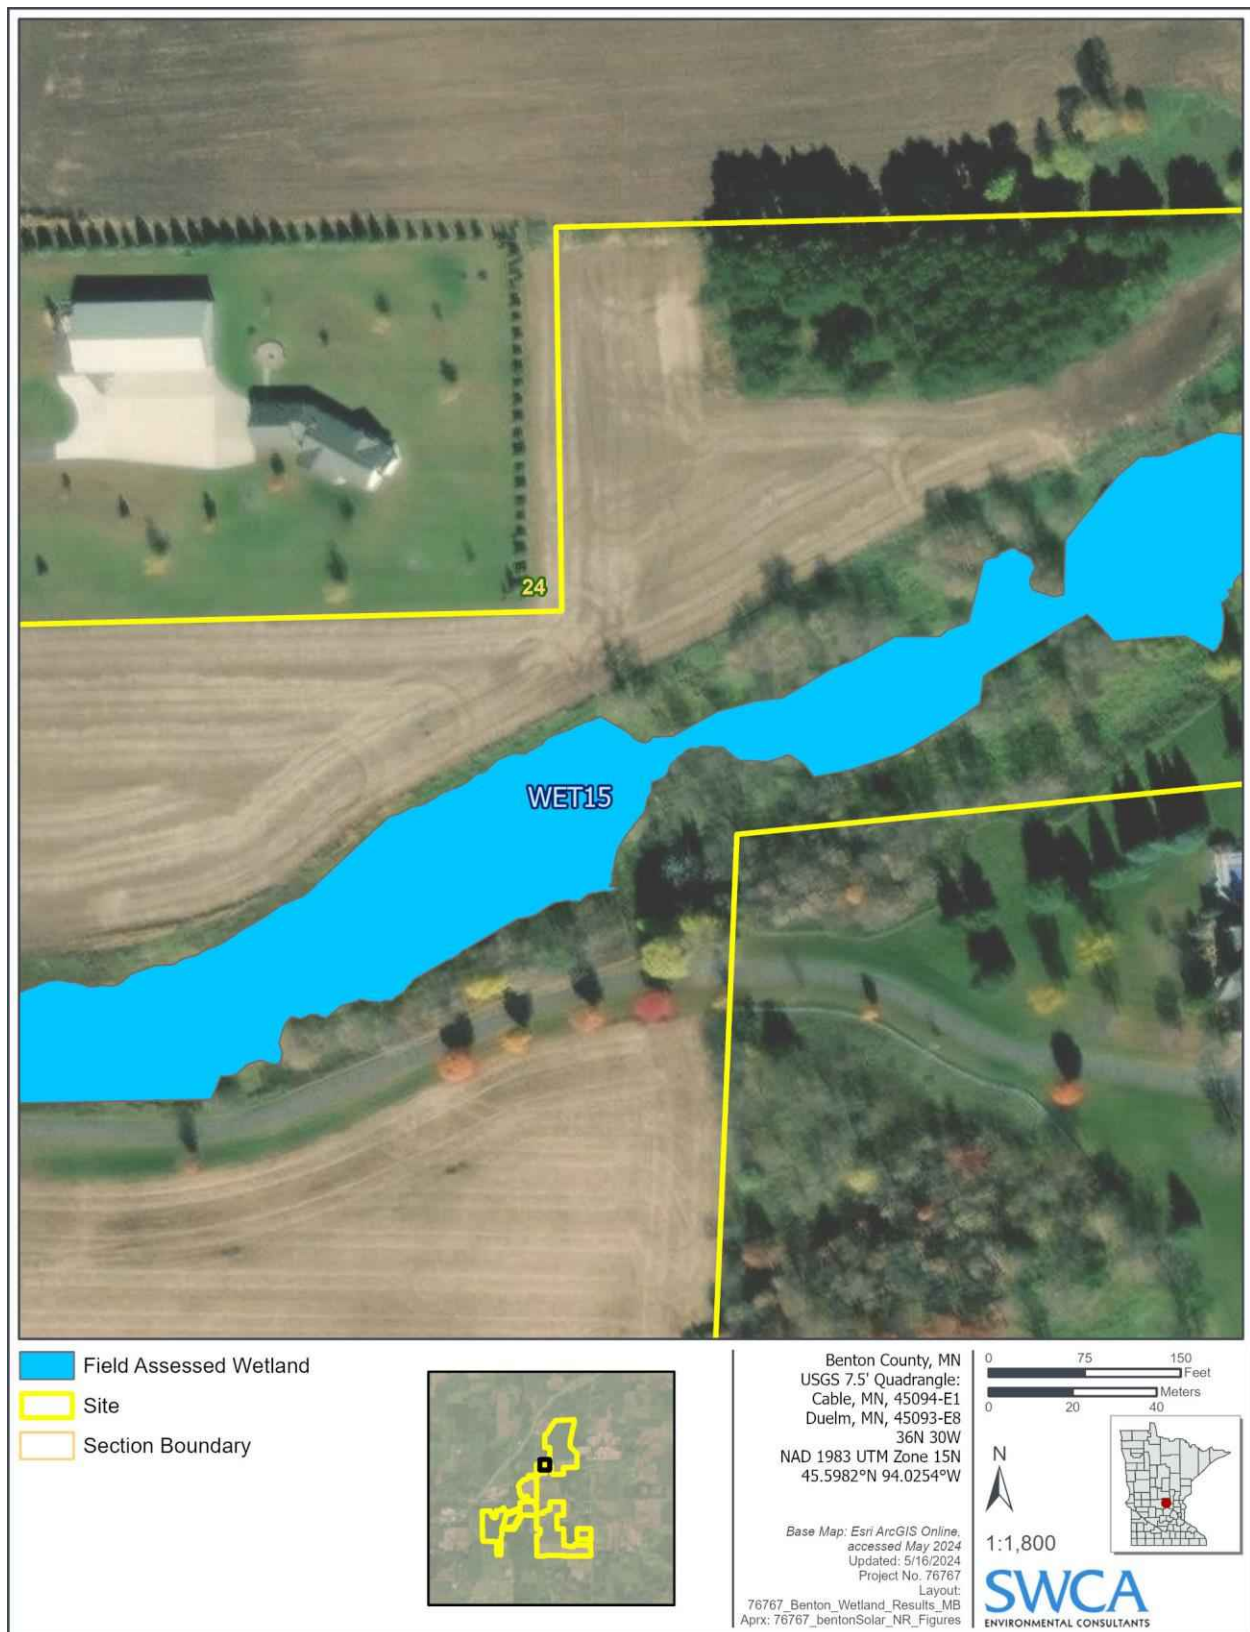 24
WET15
Field Assessed Wetland
Site
Section Boundary
Benton County, MN
USGS 7.5' Quadrangle:
Cable, MN, 45094-E1
Duelm, MN, 45093-E8
36N 30W
NAD 1983 UTM Zone 15N
45.5982°N 94.0254°W
Base Map: Esri ArcGIS Online,
accessed May 2024
Updated: 5/16/2024
Project No. 76767
Layout:
76767_Benton_Wetland_Results_MB
Aprx: 76767_bentonSolar_NR_Figures
0 75 150
Feet
Meters
0 20 40
N
1:1,800
SWCA
ENVIRONMENTAL CONSULTANTS